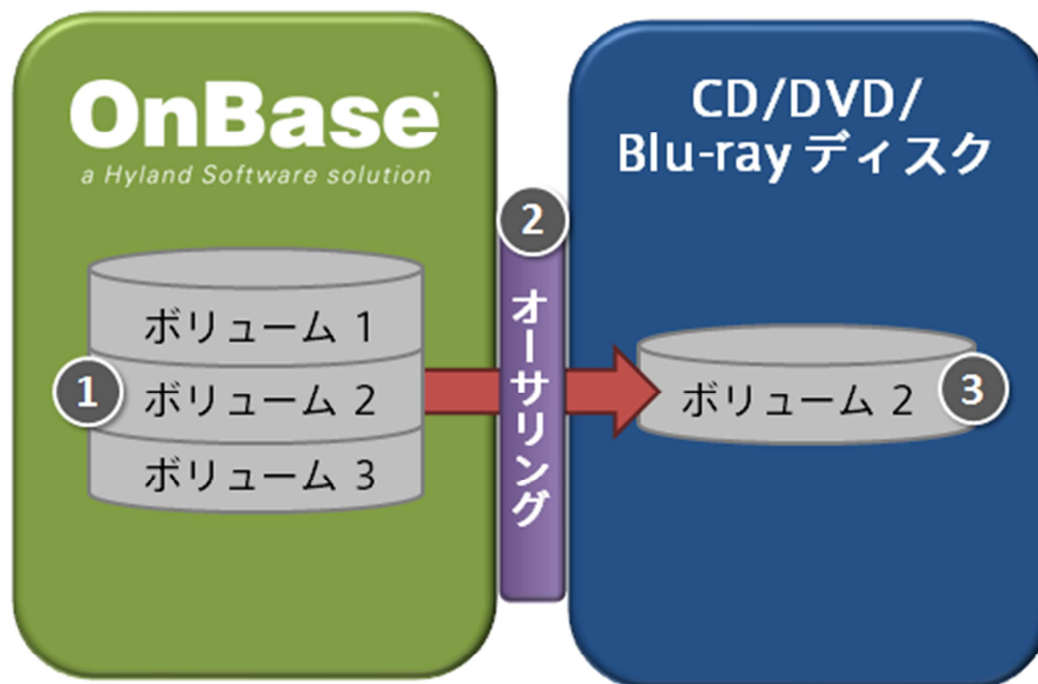 OnBase
a Hyland Software solution
ボリューム 1
1
ボリューム 2
ボリューム 3
2
オーサリング
CD/DVD/
Blu-ray ディスク
ボリューム 2
3